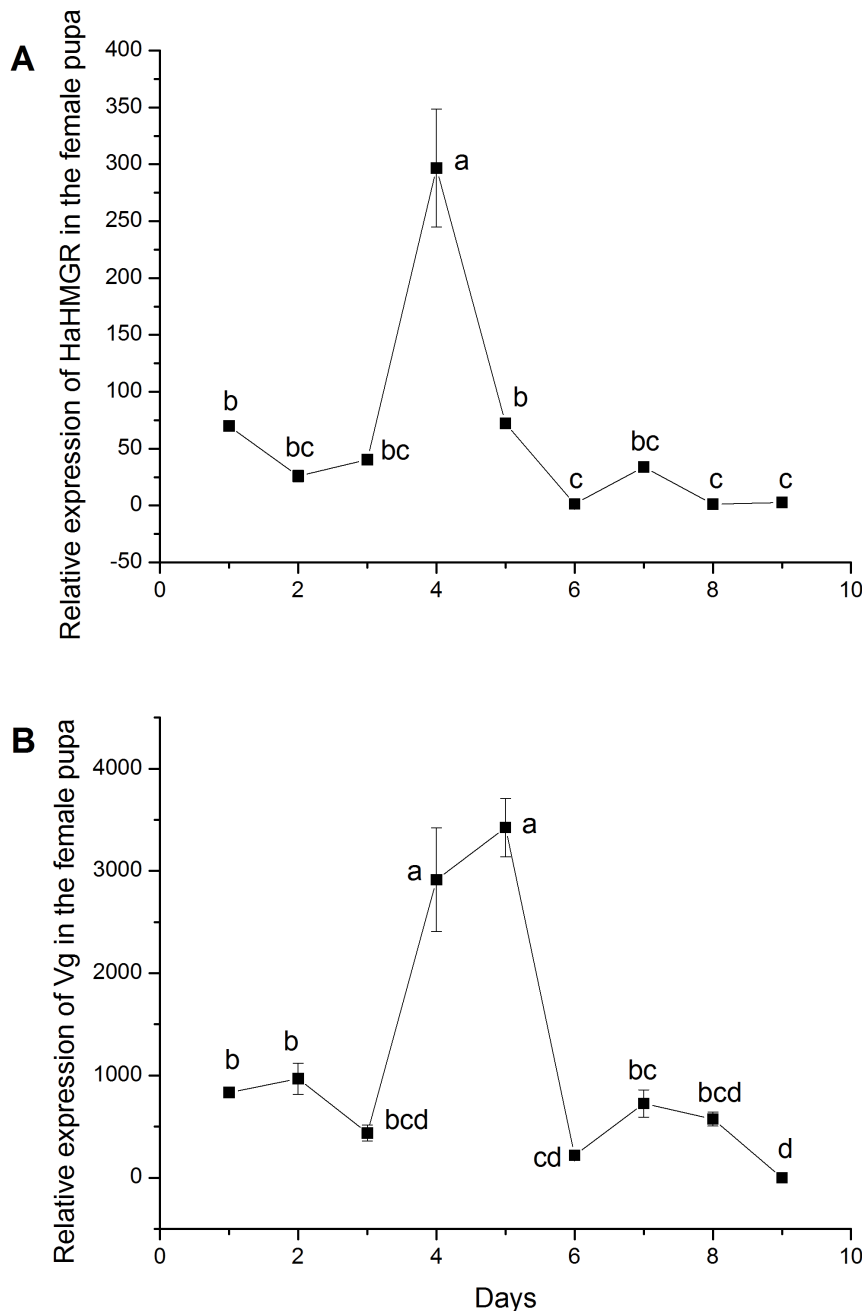 A
Relative expression of HaHMGR in the female pupa
400
350
300
250
200
150
100
50
0
-50
a
b
b
bc
bc
bc
c
c
c
0 2 4 6 8 10
B
Relative expression of Vg in the female pupa
4000
3000
2000
1000
0
a
a
b
b
bc
bcd
bcd
cd
d
0 2 4 6 8 10
Days